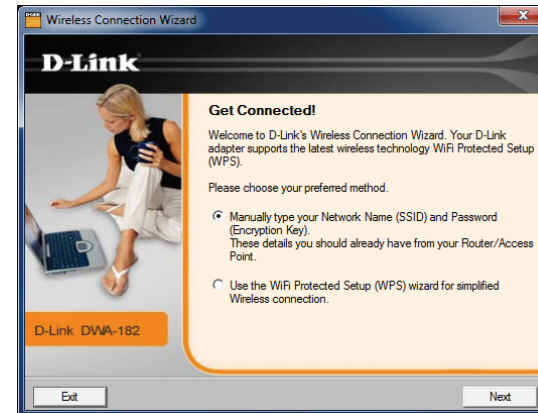 Wireless Connection Wizard
D-Link
Get Connected!
Welcome to D-Link's Wireless Connection Wizard. Your D-Link
adapter supports the latest wireless technology WiFi Protected Setup
(WPS).
Please choose your preferred method.
Manually type your Network Name (SSID) and Password
(Encryption Key).
These details you should already have from your Router/Access
Point.
Use the WiFi Protected Setup (WPS) wizard for simplified
Wireless connection.
D-Link DWA-182
Exit
Next